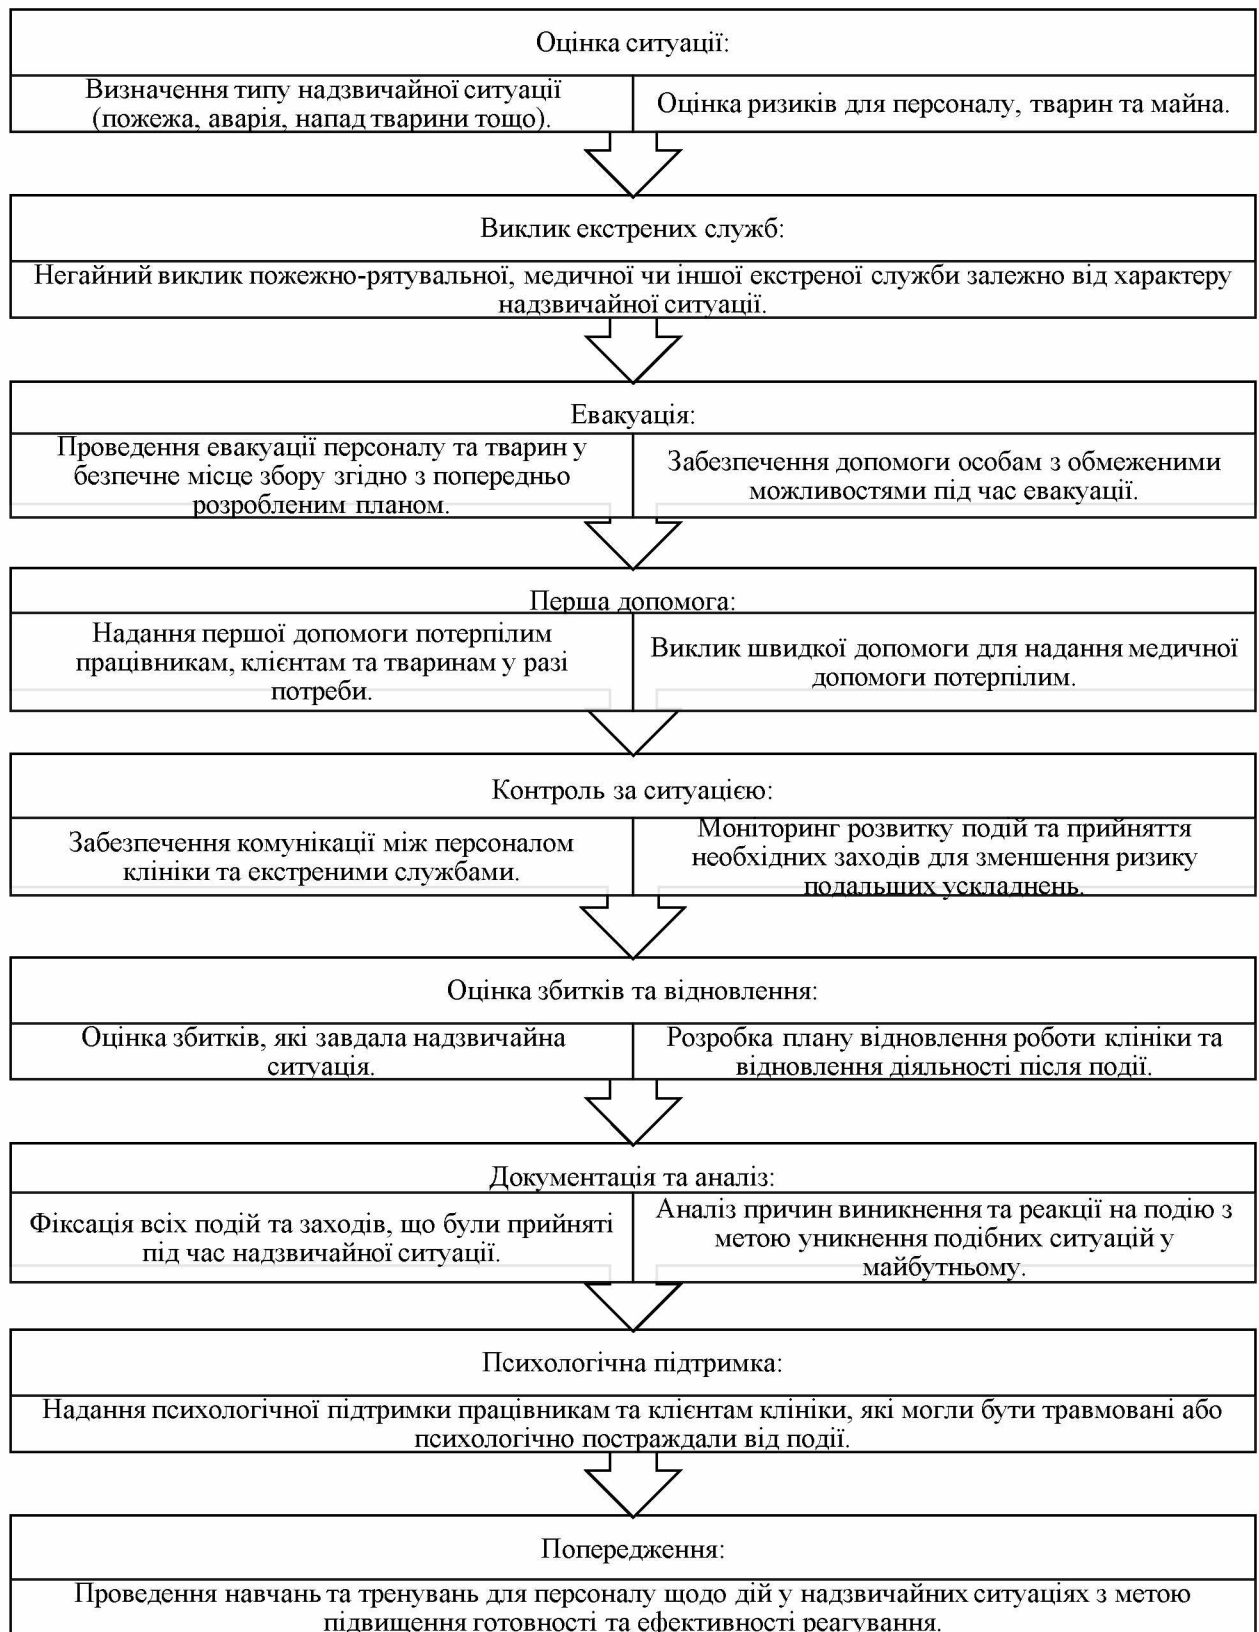 Оцінка ситуації:
Визначення типу надзвичайної ситуації
(пожежа, аварія, напад тварини тощо).
Оцінка ризиків для персоналу, тварин та майна.
Виклик екстрених служб:
Негайний виклик пожежно-рятувальної, медичної чи іншої екстреної служби залежно від характеру
надзвичайної ситуації.
Евакуація:
Проведення евакуації персоналу та тварин у
безпечне місце збору згідно з попередньо
розробленим планом.
Забезпечення допомоги особам з обмеженими
можливостями під час евакуації.
Перша допомога:
Надання першої допомоги потерпілим
працівникам, клієнтам та тваринам у разі
потреби.
Виклик швидкої допомоги для надання медичної
допомоги потерпілим.
Контроль за ситуацією:
Забезпечення комунікації між персоналом
клініки та екстреними службами.
Моніторинг розвитку подій та прийняття
необхідних заходів для зменшення ризику
подальших ускладнень.
Оцінка збитків та відновлення:
Оцінка збитків, які завдала надзвичайна
ситуація.
Розробка плану відновлення роботи клініки та
відновлення діяльності після події.
Документація та аналіз:
Фіксація всіх подій та заходів, що були прийняті
під час надзвичайної ситуації.
Аналіз причин виникнення та реакції на подію з
метою уникнення подібних ситуацій у
майбутньому.
Психологічна підтримка:
Надання психологічної підтримки працівникам та клієнтам клініки, які могли бути травмовані або
психологічно постраждали від події.
Попередження:
Проведення навчань та тренувань для персоналу щодо дій у надзвичайних ситуаціях з метою
підвищення готовності та ефективності реагування.